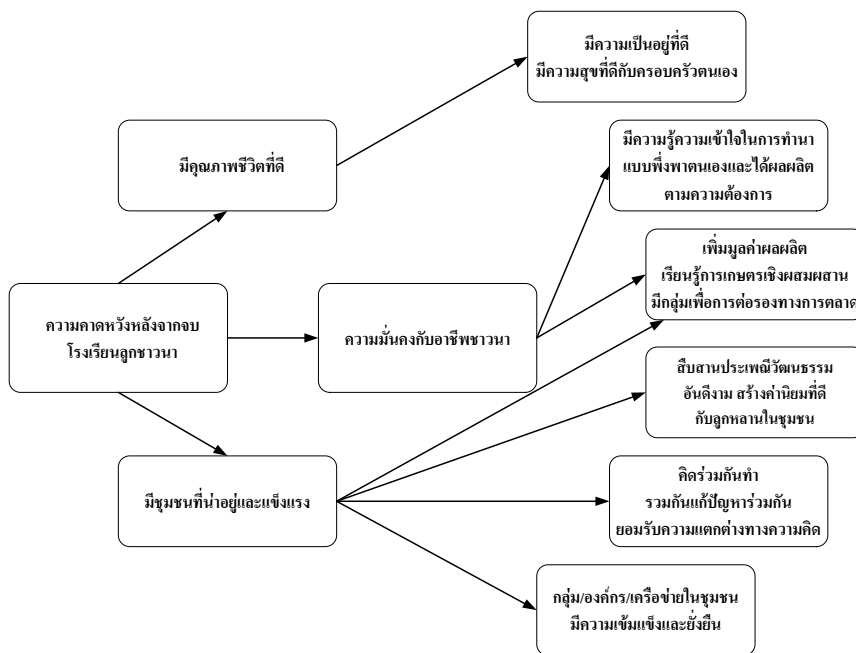 มีความเป็นอยู่ที่ดี
มีความสุขที่ดีกับครอบครัวตนเอง
มีคุณภาพชีวิตที่ดี
มีความรู้ความเข้าใจในการทำนา
แบบพึ่งพาตนเองและได้ผลผลิต
ตามความต้องการ
เพิ่มมูลค่าผลผลิต
เรียนรู้การเกษตรเชิงผสมผสาน
มีกลุ่มเพื่อการต่อรองทางการตลาด
ความคาดหวังหลังจากจบ
โรงเรียนลูกชาวนา
ความมั่นคงกับอาชีพชาวนา
สืบสานประเพณีวัฒนธรรม
อันดีงาม สร้างค่านิยมที่ดี
กับลูกหลานในชุมชน
มีชุมชนที่น่าอยู่และแข็งแรง
คิดร่วมกันทำ
รวมกันแก้ปัญหาร่วมกัน
ยอมรับความแตกต่างทางความคิด
กลุ่ม/องค์กร/เครือข่ายในชุมชน
มีความเข้มแข็งและยั่งยืน